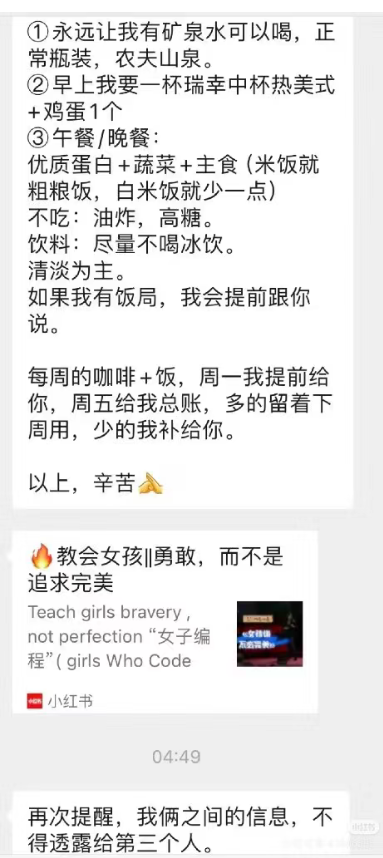 ①永远让我有矿泉水可以喝，正
常瓶装，农夫山泉。
②早上我要一杯瑞幸中杯热美式
+鸡蛋1个
③午餐/晚餐：
优质蛋白+蔬菜+主食（米饭就
粗粮饭，白米饭就少一点）
不吃：油炸，高糖。
饮料：尽量不喝冰饮。
清淡为主。
如果我有饭局，我会提前跟你
说。
每周的咖啡+饭，周一我提前给
你，周五给我总账，多的留着下
周用，少的我补给你。
以上，辛苦
🔥教会女孩||勇敢，而不是
追求完美
Teach girls bravery ,
not perfection “女子编
程”( girls Who Code
小红书
04:49
再次提醒，我俩之间的信息，不
得透露给第三个人。